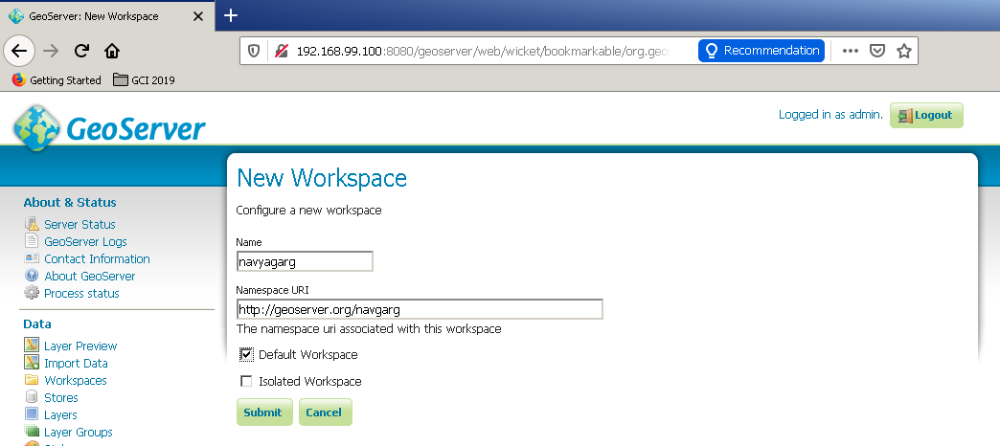 GeoServer: New Workspace
192.168.99.100:8080/geoserver/web/wicket/bookmarkable/org.geo Recommendation
Getting Started GCI 2019
GeoServer
Logged in as admin. Logout
New Workspace
Configure a new workspace
Name
navyagarg
Namespace URI
http://geoserver.org/navgarg
The namespace uri associated with this workspace
Default Workspace
Isolated Workspace
Submit Cancel
About & Status
Server Status
GeoServer Logs
Contact Information
About GeoServer
Process status
Data
Layer Preview
Import Data
Workspaces
Stores
Layers
Layer Groups